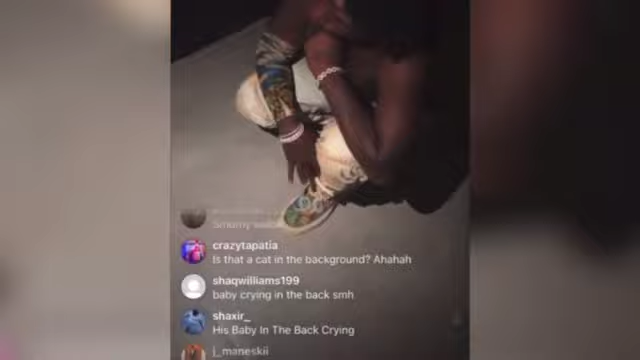 crazytapatia
Is that a cat in the background? Ahahah
shaqwilliams199
baby crying in the back smh
shaxir_
His Baby In The Back Crying
j_maneskii